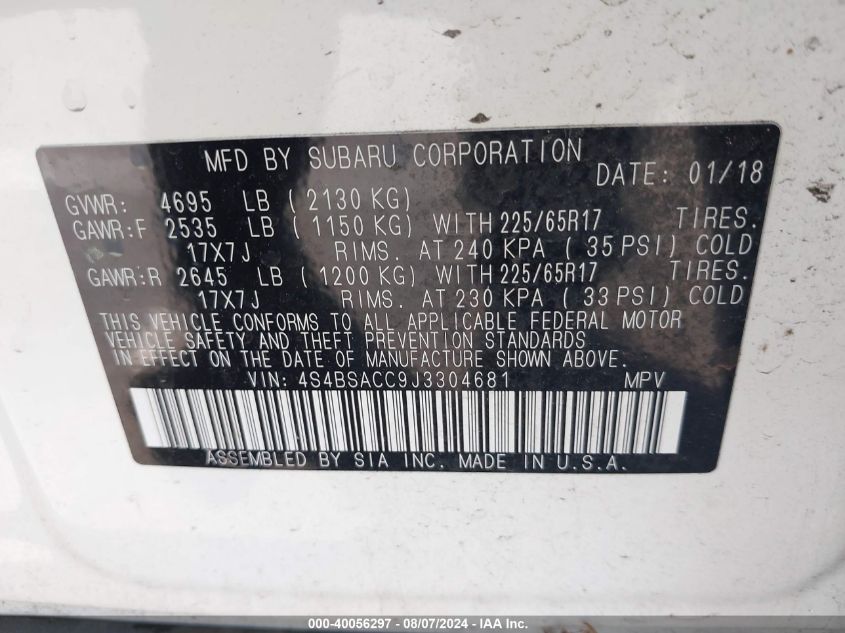 MFD BY SUBARU CORPORATION DATE: 01/18
GVWR: 4695 LB ( 2130 KG)
GAWR:F 2535 LB ( 1150 KG) WITH 225/65R17 TIRES.
17X7J RIMS. AT 240 KPA ( 35 PSI) COLD
GAWR:R 2645 LB ( 1200 KG) WITH 225/65R17 TIRES.
17X7J RIMS. AT 230 KPA ( 33 PSI) COLD
THIS VEHICLE CONFORMS TO ALL APPLICABLE FEDERAL MOTOR
VEHICLE SAFETY AND THEFT PREVENTION STANDARDS
IN EFFECT ON THE DATE OF MANUFACTURE SHOWN ABOVE.
VIN: 4S4BSACC9J3304681 MPV
ASSEMBLED BY SIA INC. MADE IN U.S.A.
000-40056297 - 08/07/2024 - IAA Inc.